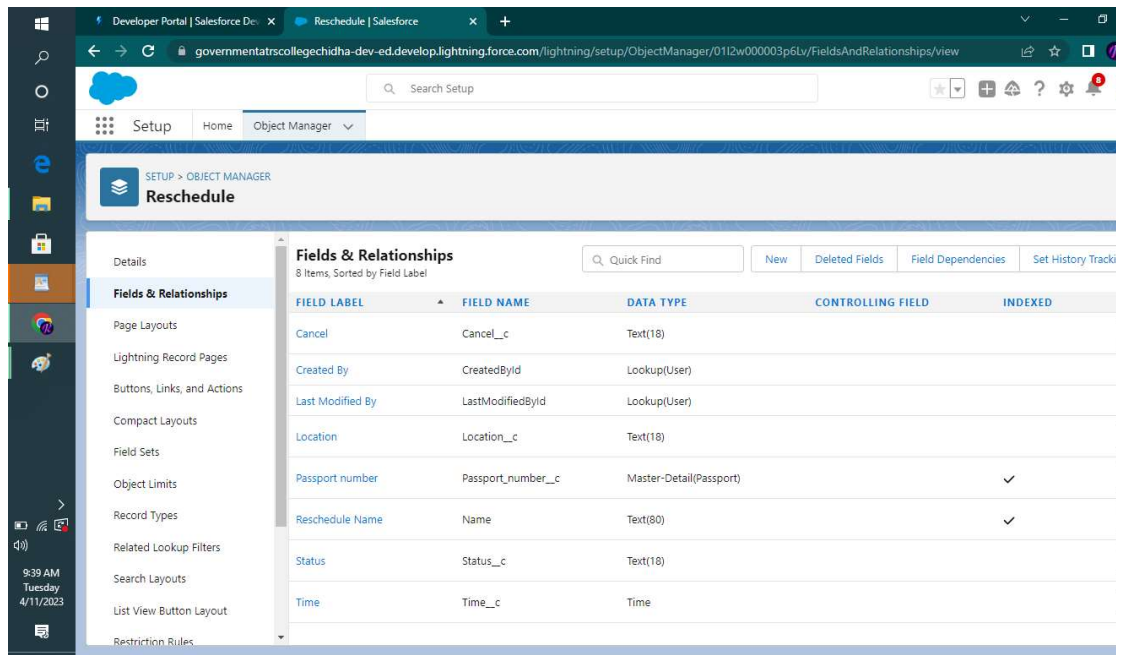 Developer Portal | Salesforce De
Reschedule | Salesforce
governmentatrscollegechidha-dev-ed.develop.lightning.force.com/lightning/setup/ObjectManager/01I2w000003p6Lv/FieldsAndRelationships/view
Search Setup
8
Setup Home Object Manager
SETUP > OBJECT MANAGER
Reschedule
Details
Fields & Relationships
Page Layouts
Lightning Record Pages
Buttons, Links, and Actions
Compact Layouts
Field Sets
Object Limits
Record Types
Related Lookup Filters
Search Layouts
List View Button Layout
Restriction Rules
Fields & Relationships
8 Items, Sorted by Field Label
Quick Find
New Deleted Fields Field Dependencies Set History Tracki
FIELD LABEL FIELD NAME DATA TYPE CONTROLLING FIELD INDEXED
Cancel Cancel__c Text(18)
Created By CreatedById Lookup(User)
Last Modified By LastModifiedById Lookup(User)
Location Location__c Text(18)
Passport number Passport_number__c Master-Detail(Passport)
Reschedule Name Name Text(80)
Status Status__c Text(18)
Time Time__c Time
9:39 AM
Tuesday
4/11/2023